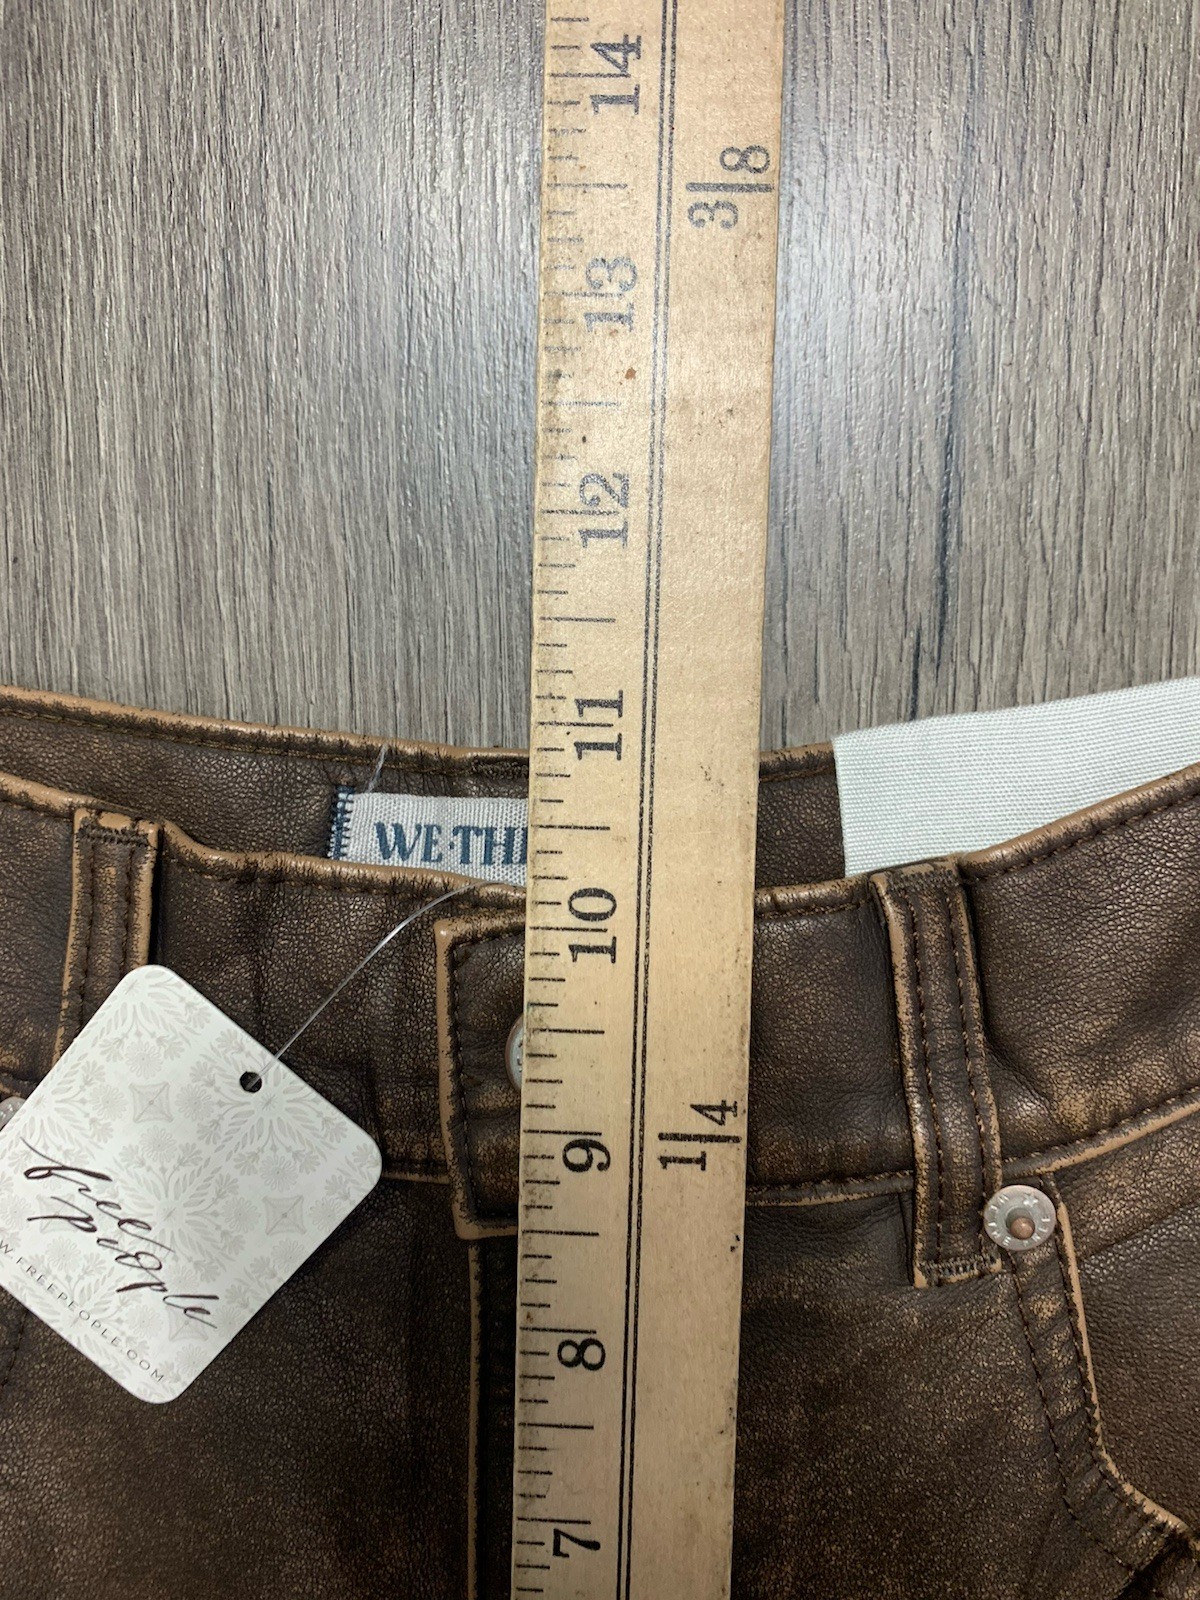 14
3|8
13
12
11
WE THE
10
1|4
9
free
people
W.FREEPEOPLE.COM
8
7